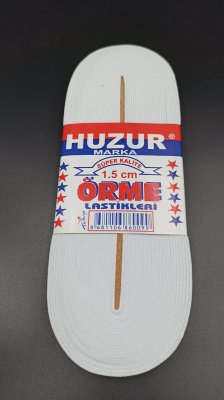 HUZUR®
MARKA
SÜPER KALİTE
1.5 cm
ÖRME
LASTİKLERİ